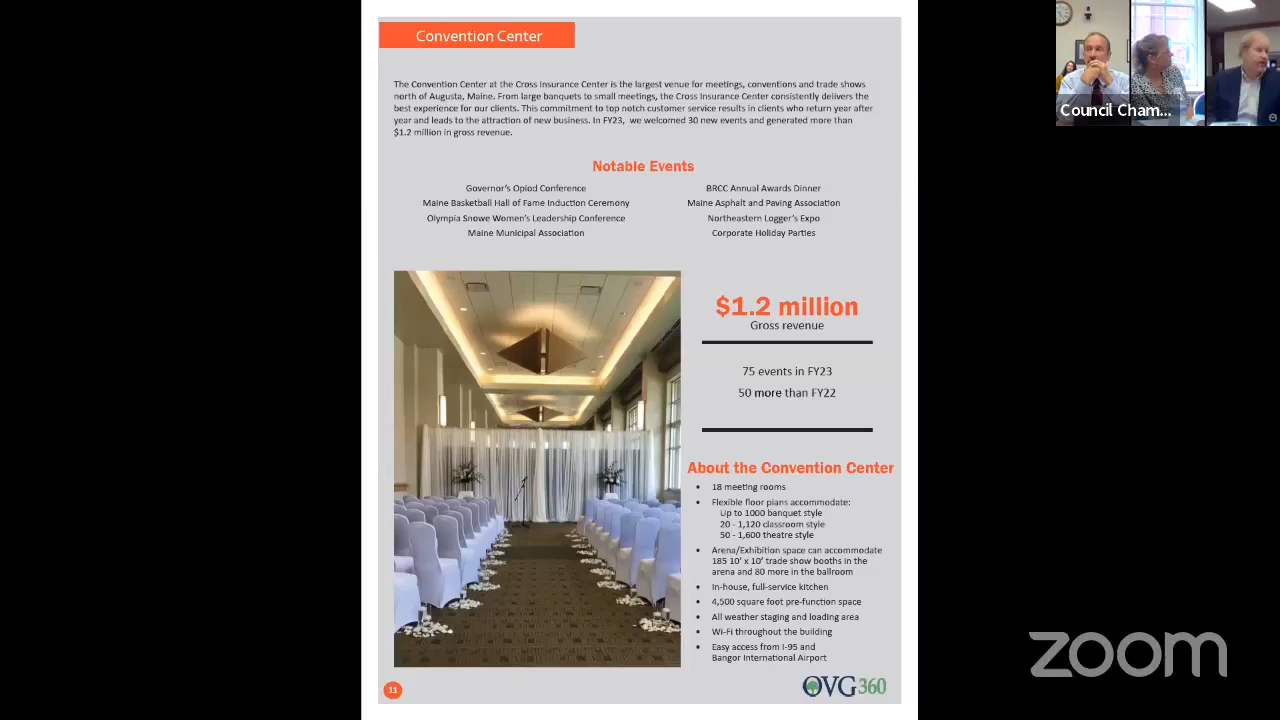 Convention Center
The Convention Center at the Cross Insurance Center is the largest venue for meetings, conventions and trade shows
north of Augusta, Maine. From large banquets to small meetings, the Cross Insurance Center consistently delivers the
best experience for our clients. This commitment to top notch customer service results in clients who return year after
year and leads to the attraction of new business. In FY23, we welcomed 30 new events and generated more than
$1.2 million in gross revenue.
Notable Events
Governor's Opiod Conference
Maine Basketball Hall of Fame Induction Ceremony
Olympia Snowe Women's Leadership Conference
Maine Municipal Association
BRCC Annual Awards Dinner
Maine Asphalt and Paving Association
Northeastern Logger's Expo
Corporate Holiday Parties
$1.2 million
Gross revenue
75 events in FY23
50 more than FY22
About the Convention Center
• 18 meeting rooms
• Flexible floor plans accommodate:
Up to 1000 banquet style
20 - 1,120 classroom style
50 - 1,600 theatre style
• Arena/Exhibition space can accommodate
185 10' x 10' trade show booths in the
arena and 80 more in the ballroom
• In-house, full-service kitchen
• 4,500 square foot pre-function space
• All weather staging and loading area
• Wi-Fi throughout the building
• Easy access from I-95 and
Bangor International Airport
11
OVG360
Council Cham...
zoom